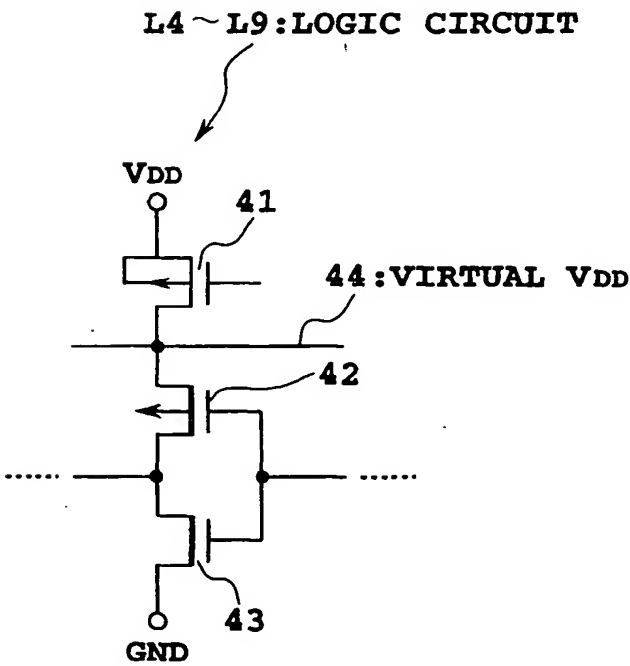 L4~L9:LOGIC CIRCUIT
VDD
41
44:VIRTUAL VDD
42
43
GND